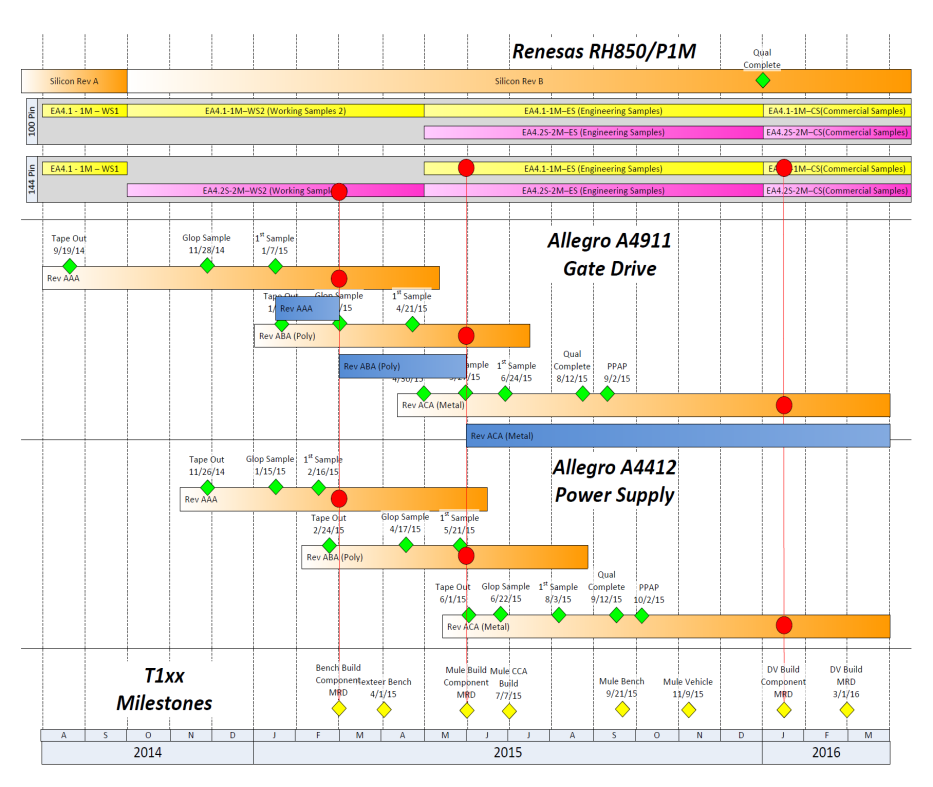 Renesas RH850/P1M
Qual
Complete
Silicon Rev A
Silicon Rev B
100 Pin
EA4.1 - 1M – WS1
EA4.1-1M–WS2 (Working Samples 2)
EA4.1-1M–ES (Engineering Samples)
EA4.1-1M–CS(Commercial Samples)
EA4.2S-2M–ES (Engineering Samples)
EA4.2S-2M–CS(Commercial Samples)
144 Pin
EA4.1 - 1M – WS1
EA4.1-1M–ES (Engineering Samples)
1M–CS(Commercial Samples)
EA4.2S-2M–WS2 (Working
EA4.2S-2M–ES (Engineering Samples)
EA4.2S-2M–CS(Commercial Samples)
Allegro A4911
Gate Drive
Tape Out
9/19/14
Glop Sample
11/28/14
1st Sample
1/7/15
Rev AAA
Tape Out
Glop Sample
/15
1st Sample
4/21/15
Rev AAA
Rev ABA (Poly)
Rev ABA (Poly)
4/30/15
1st Sample
6/24/15
Qual
Complete
8/12/15
PPAP
9/2/15
Rev ACA (Metal)
Rev ACA (Metal)
Allegro A4412
Power Supply
Tape Out
11/26/14
Glop Sample
1/15/15
1st Sample
2/16/15
Rev AAA
Tape Out
2/24/15
Glop Sample
4/17/15
1st Sample
5/21/15
Rev ABA (Poly)
Tape Out
6/1/15
Glop Sample
6/22/15
1st Sample
8/3/15
Qual
Complete
9/12/15
PPAP
10/2/15
Rev ACA (Metal)
T1xx
Milestones
Bench Build
Component
MRD
Nexteer Bench
4/1/15
Mule Build
Component
MRD
Mule CCA
Build
7/7/15
Mule Bench
9/21/15
Mule Vehicle
11/9/15
DV Build
Component
MRD
DV Build
MRD
3/1/16
A S O N D J F M A M J J A S O N D J F M
2014 2015 2016